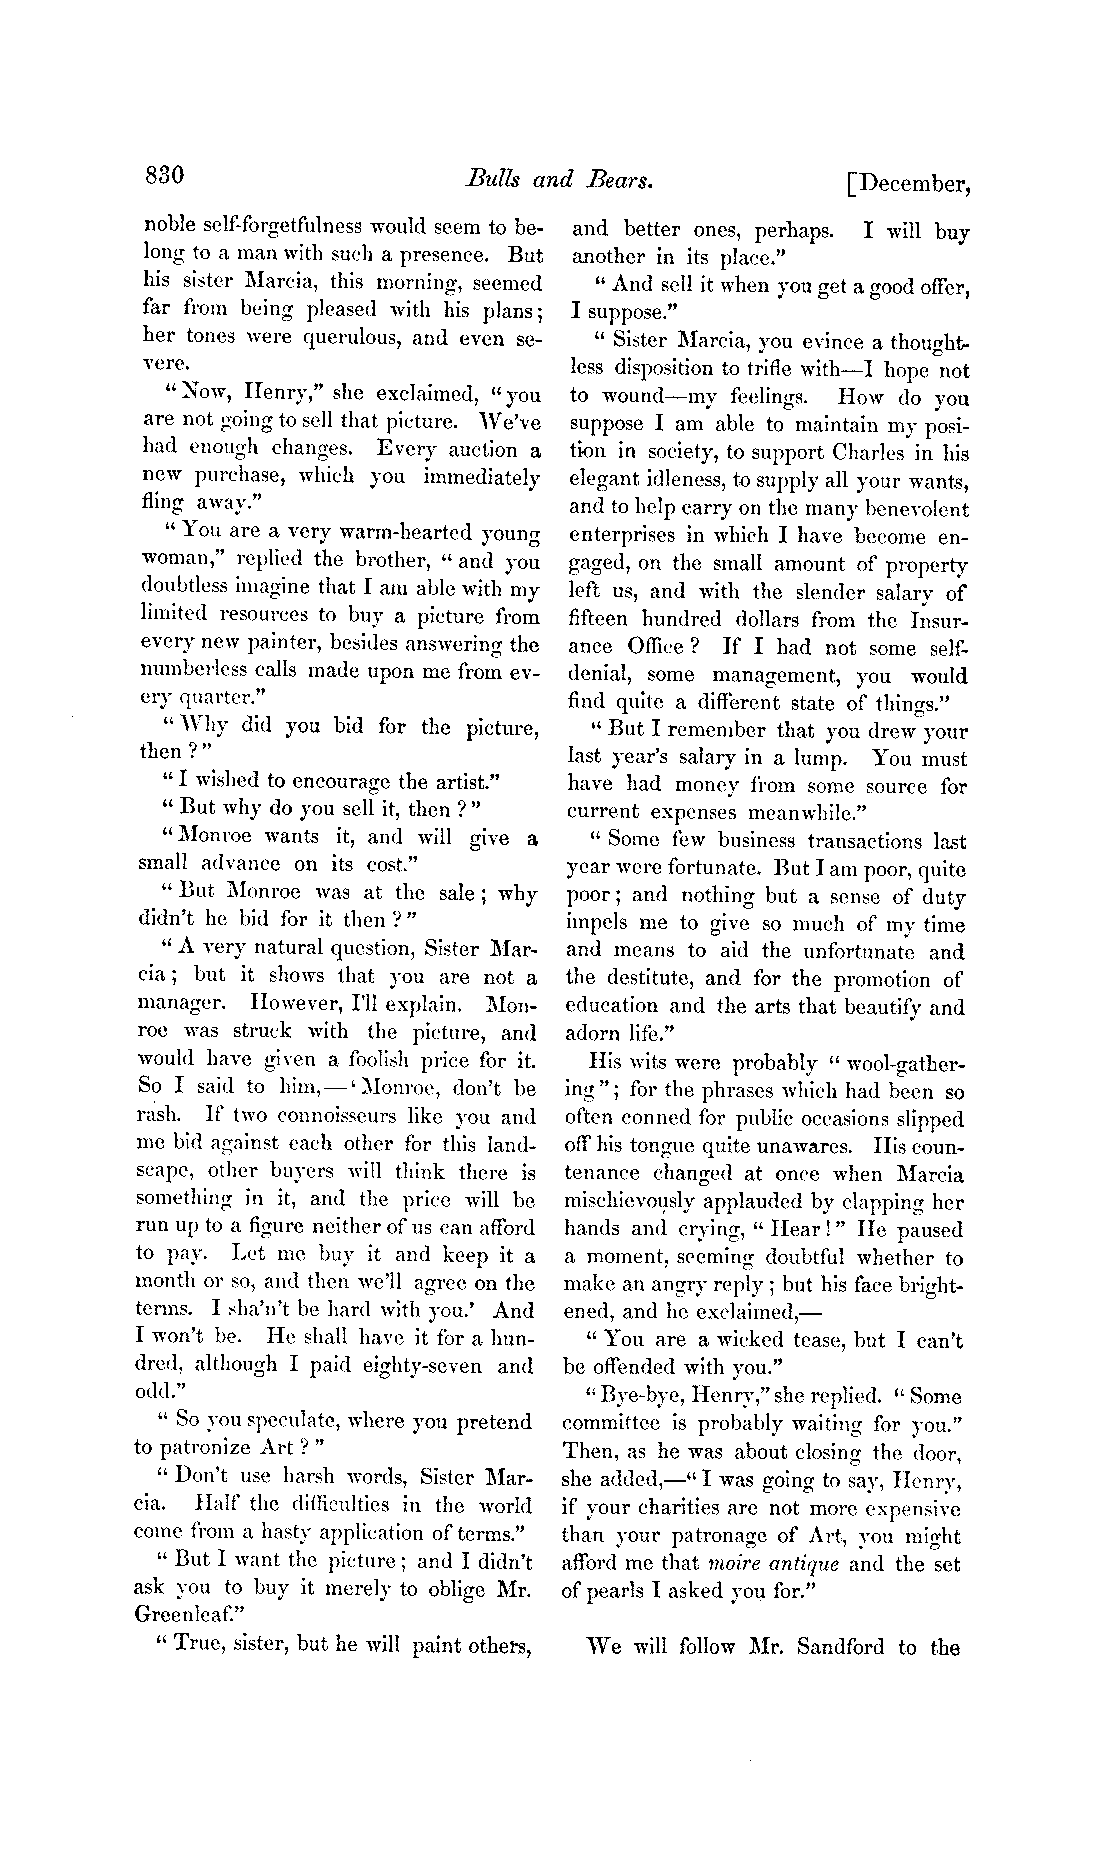 830 Bulls and Bears. [December,
noble self-forgetfulness would seem to be-
long to a man with such a presence. But
his sister Marcia, this morning, seemed
far from being pleased with his plans;
her tones were querulous, and even se-
vere.
“Now, Henry,” she exclaimed, “you
are not going to sell that picture. We've
had enough changes. Every auction a
new purchase, which you immediately
fling away.”
“You are a very warm-hearted young
woman,” replied the brother, “and you
doubtless imagine that I am able with my
limited resources to buy a picture from
every new painter, besides answering the
numberless calls made upon me from ev-
ery quarter.”
“Why did you bid for the picture,
then?”
“I wished to encourage the artist.”
“But why do you sell it, then?”
“Monroe wants it, and will give a
small advance on its cost.”
“But Monroe was at the sale; why
didn't he bid for it then?”
“A very natural question, Sister Mar-
cia; but it shows that you are not a
manager. However, I'll explain. Mon-
roe was struck with the picture, and
would have given a foolish price for it.
So I said to him,—‘Monroe, don't be
rash. If two connoisseurs like you and
me bid against each other for this land-
scape, other buyers will think there is
something in it, and the price will be
run up to a figure neither of us can afford
to pay. Let me buy it and keep it a
month or so, and then we'll agree on the
terms. I sha'n't be hard with you.’ And
I won't be. He shall have it for a hun-
dred, although I paid eighty-seven and
odd.”
“So you speculate, where you pretend
to patronize Art?”
“Don't use harsh words, Sister Mar-
cia. Half the difficulties in the world
come from a hasty application of terms.”
“But I want the picture; and I didn't
ask you to buy it merely to oblige Mr.
Greenleaf.”
“True, sister, but he will paint others,
and better ones, perhaps. I will buy
another in its place.”
“And sell it when you get a good offer,
I suppose.”
“Sister Marcia, you evince a thought-
less disposition to trifle with—I hope not
to wound—my feelings. How do you
suppose I am able to maintain my posi-
tion in society, to support Charles in his
elegant idleness, to supply all your wants,
and to help carry on the many benevolent
enterprises in which I have become en-
gaged, on the small amount of property
left us, and with the slender salary of
fifteen hundred dollars from the Insur-
ance Office? If I had not some self-
denial, some management, you would
find quite a different state of things.”
“But I remember that you drew your
last year's salary in a lump. You must
have had money from some source for
current expenses meanwhile.”
“Some few business transactions last
year were fortunate. But I am poor, quite
poor; and nothing but a sense of duty
impels me to give so much of my time
and means to aid the unfortunate and
the destitute, and for the promotion of
education and the arts that beautify and
adorn life.”
His wits were probably “wool-gather-
ing”; for the phrases which had been so
often conned for public occasions slipped
off his tongue quite unawares. His coun-
tenance changed at once when Marcia
mischievously applauded by clapping her
hands and crying, “Hear!” He paused
a moment, seeming doubtful whether to
make an angry reply; but his face bright-
ened, and he exclaimed,—
“You are a wicked tease, but I can't
be offended with you.”
“Bye-bye, Henry,” she replied. “Some
committee is probably waiting for you.”
Then, as he was about closing the door,
she added,—“I was going to say, Henry,
if your charities are not more expensive
than your patronage of Art, you might
afford me that moire antique and the set
of pearls I asked you for.”
We will follow Mr. Sandford to the